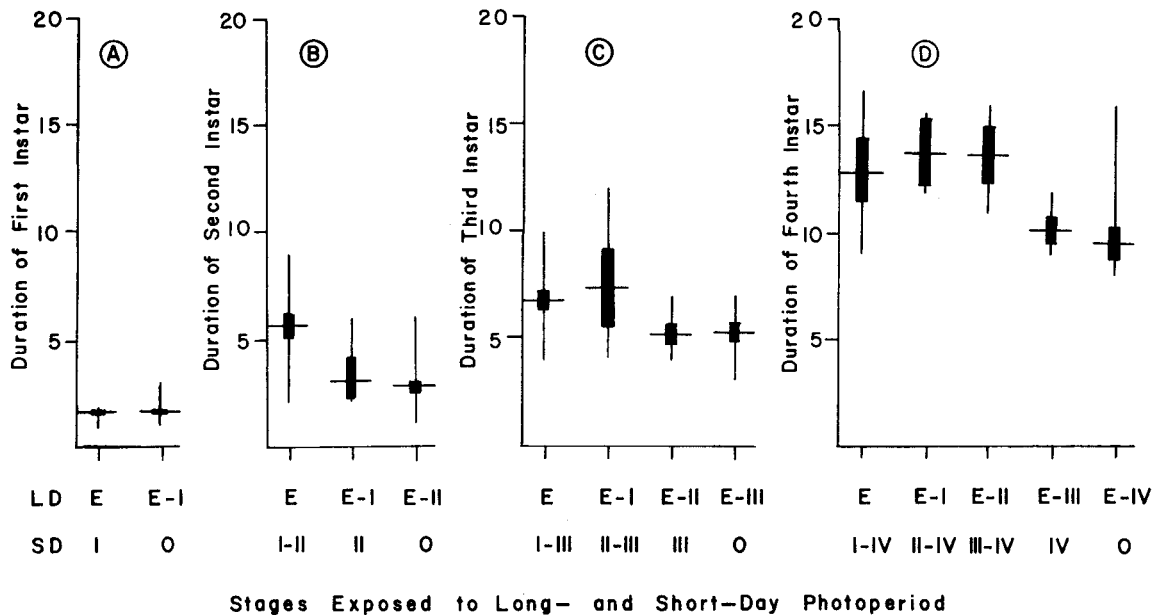 20 20 20 20
A B C D
15 15 15 15
10 10 10 10
5 5 5 5
Duration of First Instar
Duration of Second Instar
Duration of Third Instar
Duration of Fourth Instar
LD E E-I E E-I E-II E E-I E-II E-III E E-I E-II E-III E-IV
SD I O I-II II O I-III II-III III O I-IV II-IV III-IV IV O
Stages Exposed to Long- and Short-Day Photoperiod